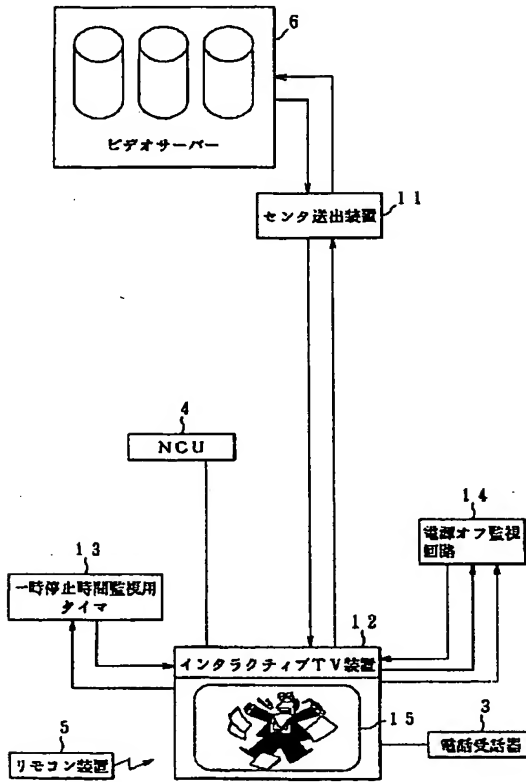 6
ビデオサーバー
センタ送出装置
11
4
NCU
14
電源オフ監視
回路
13
一時停止時間監視用
タイマ
12
インタラクティブTV装置
15
3
電話受話器
5
リモコン装置